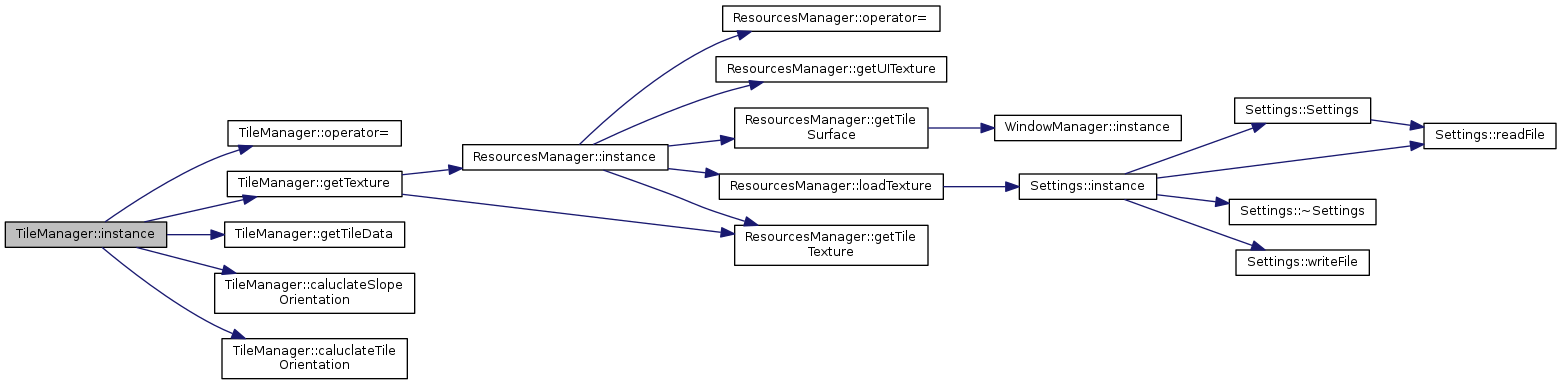 TileManager::instance
TileManager::operator=
TileManager::getTexture
TileManager::getTileData
TileManager::caluclateSlope
Orientation
TileManager::caluclateTile
Orientation
ResourcesManager::instance
ResourcesManager::operator=
ResourcesManager::getUITexture
ResourcesManager::getTile
Surface
ResourcesManager::loadTexture
ResourcesManager::getTile
Texture
WindowManager::instance
Settings::instance
Settings::Settings
Settings::~Settings
Settings::writeFile
Settings::readFile